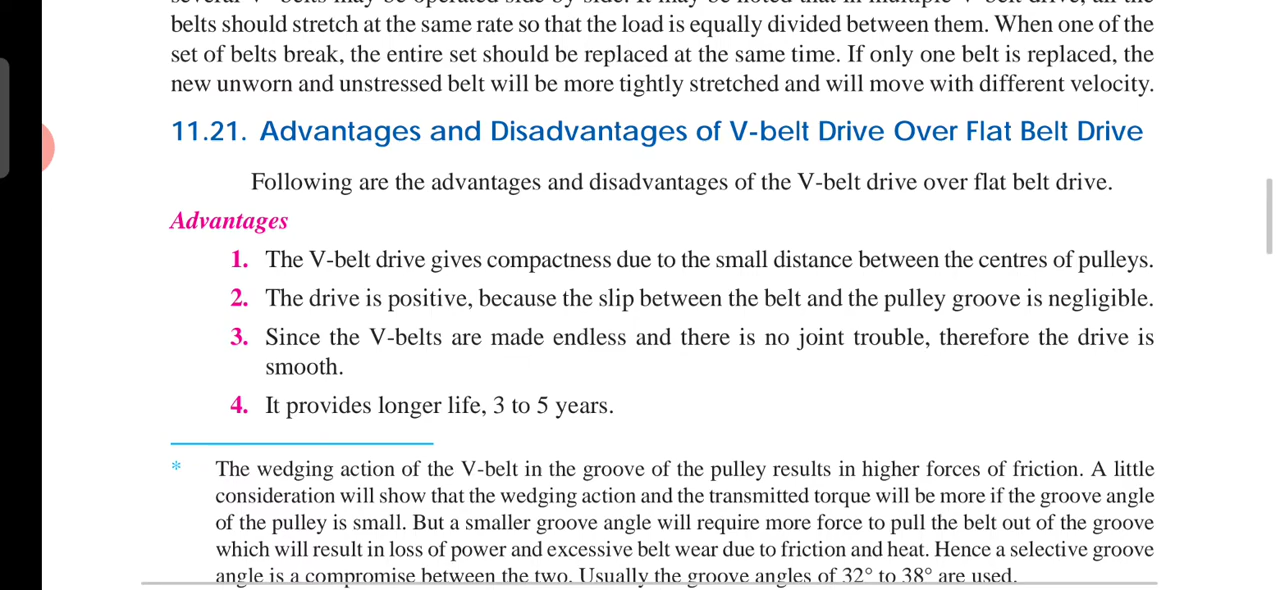 belts should stretch at the same rate so that the load is equally divided between them. When one of the
set of belts break, the entire set should be replaced at the same time. If only one belt is replaced, the
new unworn and unstressed belt will be more tightly stretched and will move with different velocity.
11.21. Advantages and Disadvantages of V-belt Drive Over Flat Belt Drive
Following are the advantages and disadvantages of the V-belt drive over flat belt drive.
Advantages
1. The V-belt drive gives compactness due to the small distance between the centres of pulleys.
2. The drive is positive, because the slip between the belt and the pulley groove is negligible.
3. Since the V-belts are made endless and there is no joint trouble, therefore the drive is
smooth.
4. It provides longer life, 3 to 5 years.
* The wedging action of the V-belt in the groove of the pulley results in higher forces of friction. A little
consideration will show that the wedging action and the transmitted torque will be more if the groove angle
of the pulley is small. But a smaller groove angle will require more force to pull the belt out of the groove
which will result in loss of power and excessive belt wear due to friction and heat. Hence a selective groove
angle is a compromise between the two. Usually the groove angles of 32° to 38° are used.